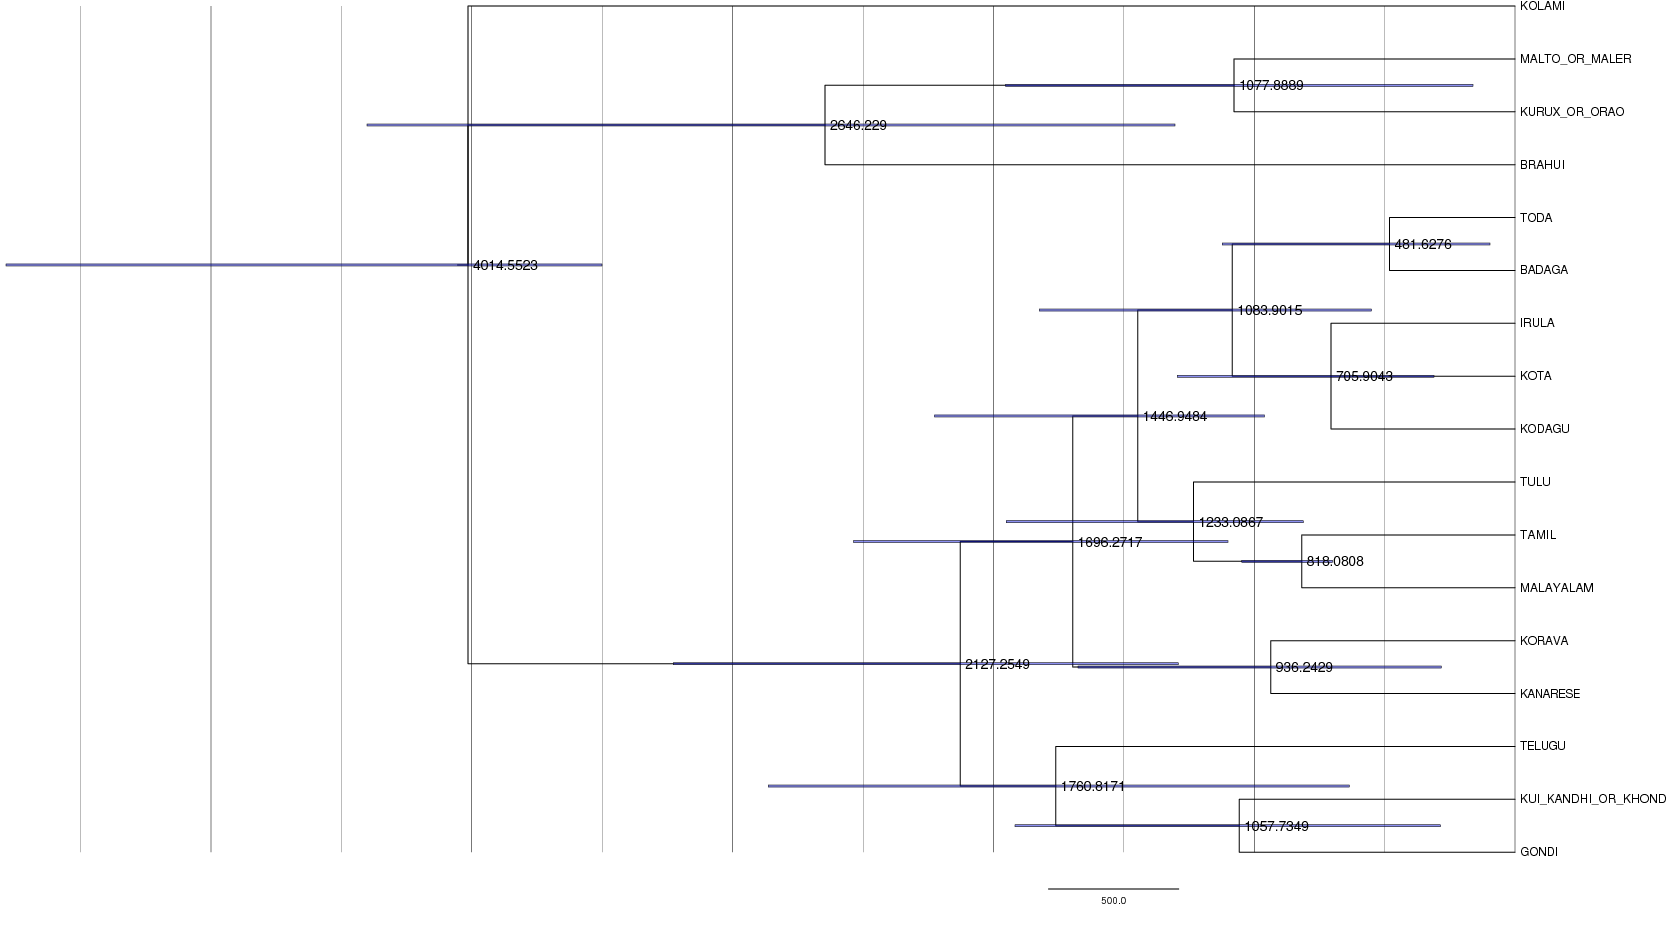 KOLAMI
MALTO_OR_MALER
1077.8889
KURUX_OR_ORAO
2646.229
BRAHUI
TODA
481.6276
4014.5523
BADAGA
1083.9015
IRULA
705.9043
KOTA
1446.9484
KODAGU
TULU
1233.0867
TAMIL
1696.2717
818.0808
MALAYALAM
KORAVA
2127.2549
936.2429
KANARESE
TELUGU
1760.8171
KUI_KANDHI_OR_KHOND
1057.7349
GONDI
500.0